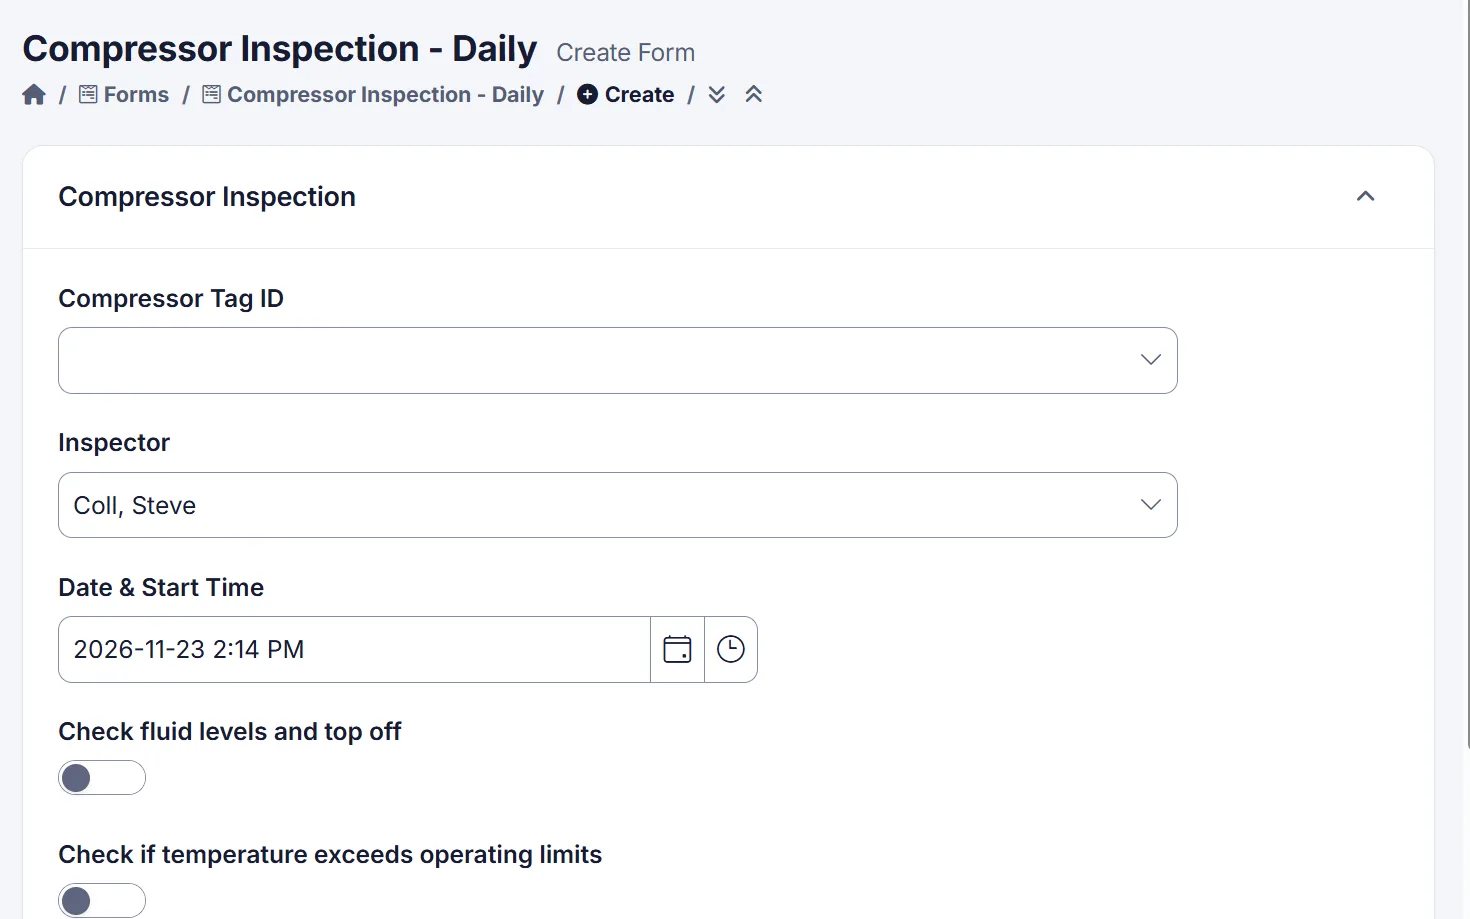 Compressor Inspection - Daily Create Form
/ Forms / Compressor Inspection - Daily / Create /
Compressor Inspection
Compressor Tag ID
Inspector
Coll, Steve
Date & Start Time
2026-11-23 2:14 PM
Check fluid levels and top off
Check if temperature exceeds operating limits